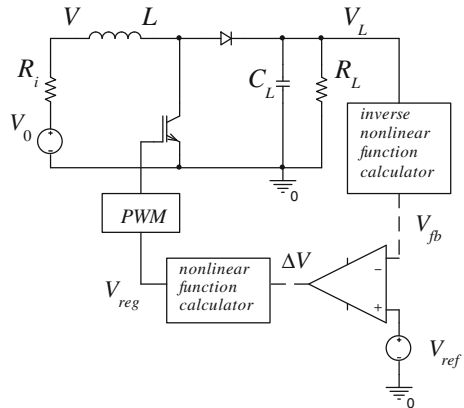 V L V_L
R_i
C_L R_L
V_0
+
-
inverse
nonlinear
function
calculator
0
PWM
V_fb
ΔV
nonlinear
function
calculator
V_reg
-
+
+
-
V_ref
0